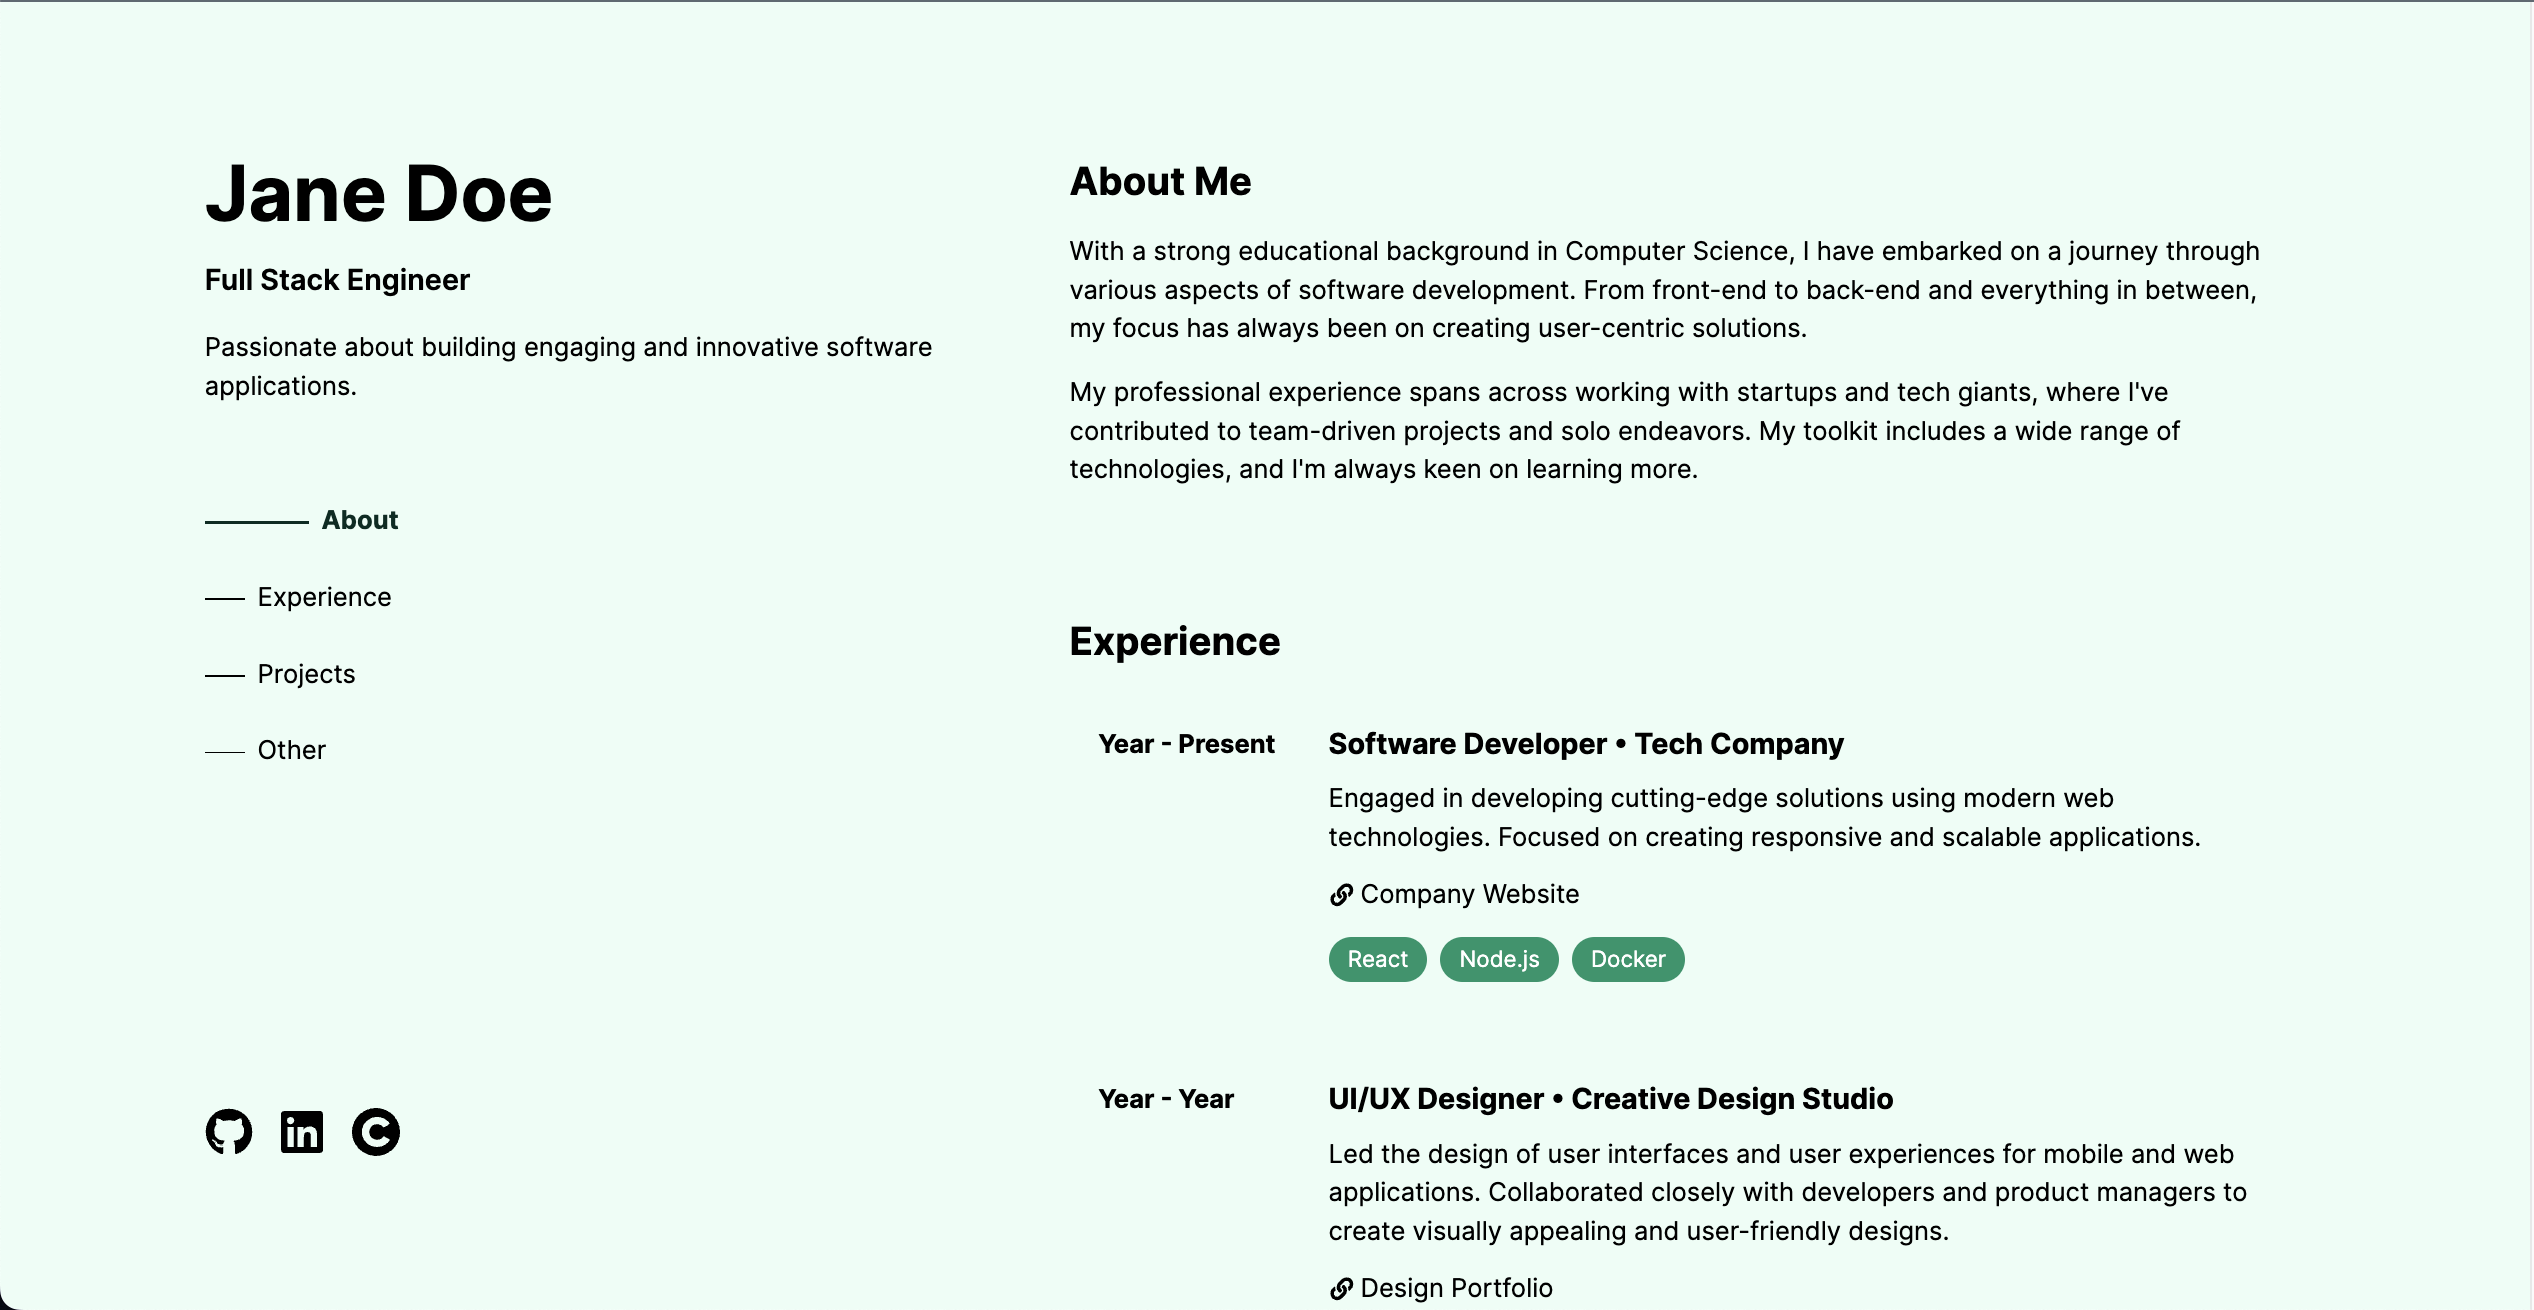 Jane Doe
Full Stack Engineer
Passionate about building engaging and innovative software
applications.
About
Experience
Projects
Other
About Me
With a strong educational background in Computer Science, I have embarked on a journey through
various aspects of software development. From front-end to back-end and everything in between,
my focus has always been on creating user-centric solutions.
My professional experience spans across working with startups and tech giants, where I've
contributed to team-driven projects and solo endeavors. My toolkit includes a wide range of
technologies, and I'm always keen on learning more.
Experience
Year - Present
Software Developer • Tech Company
Engaged in developing cutting-edge solutions using modern web
technologies. Focused on creating responsive and scalable applications.
Company Website
React Node.js Docker
Year - Year
UI/UX Designer • Creative Design Studio
Led the design of user interfaces and user experiences for mobile and web
applications. Collaborated closely with developers and product managers to
create visually appealing and user-friendly designs.
Design Portfolio